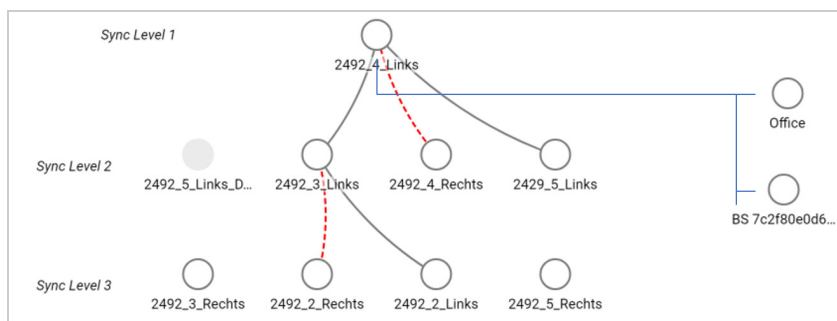 Sync Level 1
2492_4_Links
Office
Sync Level 2
2492_5_Links_D...
2492_3_Links
2492_4_Rechts
2429_5_Links
BS 7c2f80e0d6...
Sync Level 3
2492_3_Rechts
2492_2_Rechts
2492_2_Links
2492_5_Rechts